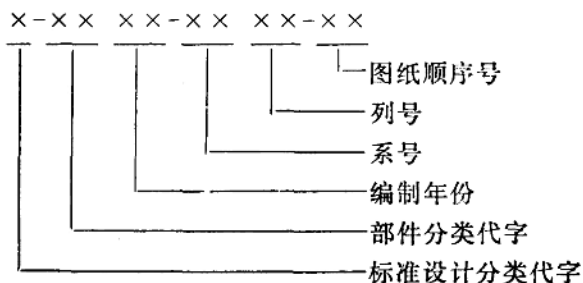 ×-×× ××-×× ××-××
图纸顺序号
列号
系号
编制年份
部件分类代字
标准设计分类代字